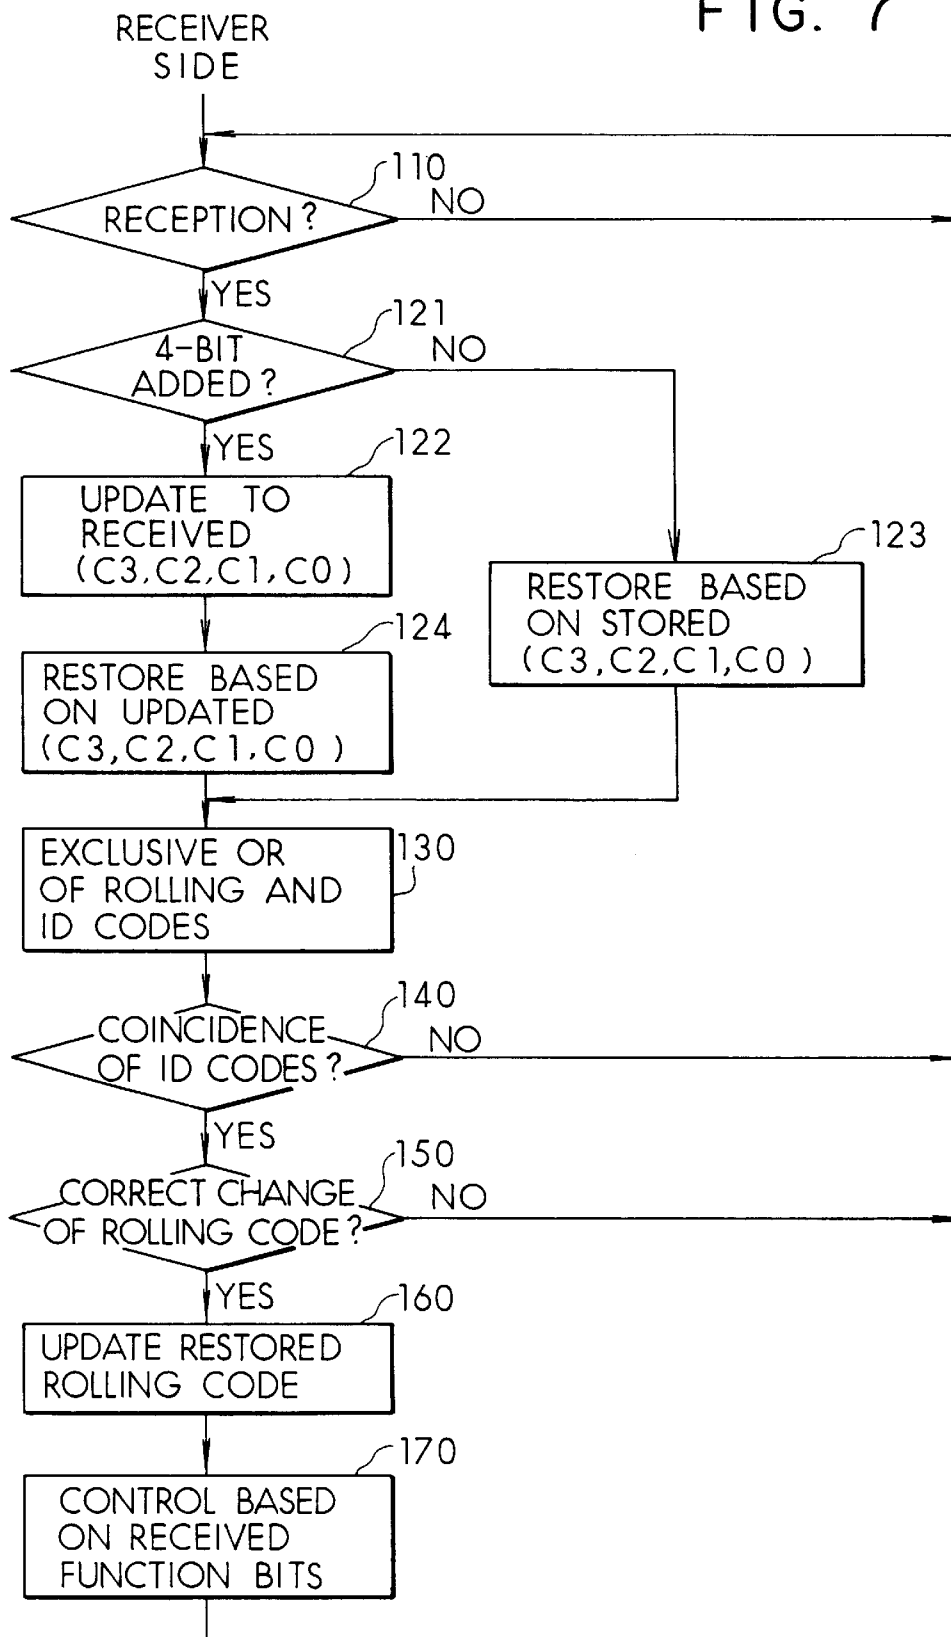 FIG. 7
RECEIVER
SIDE
110
RECEPTION?
NO
YES
121
4-BIT
ADDED?
NO
YES
122
UPDATE TO
RECEIVED
(C3,C2,C1,C0)
123
RESTORE BASED
ON STORED
(C3,C2,C1,C0)
124
RESTORE BASED
ON UPDATED
(C3,C2,C1,C0)
130
EXCLUSIVE OR
OF ROLLING AND
ID CODES
140
COINCIDENCE
OF ID CODES?
NO
YES
150
CORRECT CHANGE
OF ROLLING CODE?
NO
YES
160
UPDATE RESTORED
ROLLING CODE
170
CONTROL BASED
ON RECEIVED
FUNCTION BITS